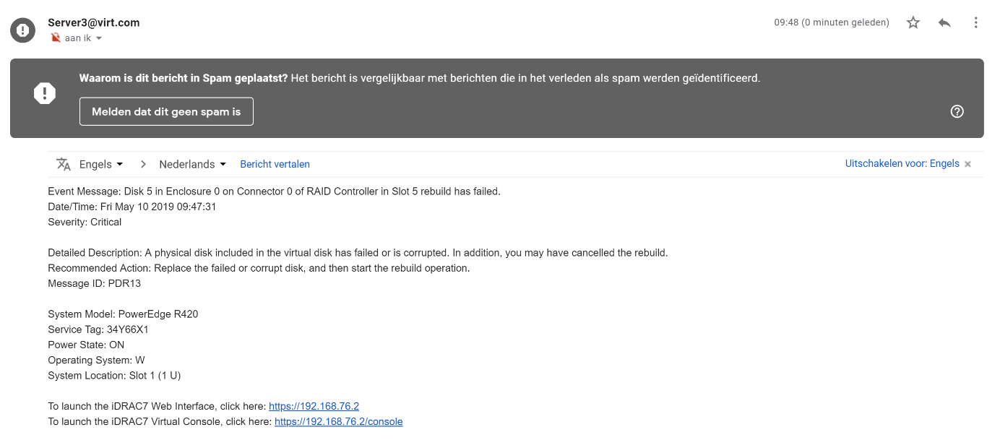 Server3@virt.com
09:48 (0 minuten geleden)
aan ik
Waarom is dit bericht in Spam geplaatst? Het bericht is vergelijkbaar met berichten die in het verleden als spam werden geïdentificeerd.
Melden dat dit geen spam is
Engels > Nederlands Bericht vertalen Uitschakelen voor: Engels ×
Event Message: Disk 5 in Enclosure 0 on Connector 0 of RAID Controller in Slot 5 rebuild has failed.
Date/Time: Fri May 10 2019 09:47:31
Severity: Critical
Detailed Description: A physical disk included in the virtual disk has failed or is corrupted. In addition, you may have cancelled the rebuild.
Recommended Action: Replace the failed or corrupt disk, and then start the rebuild operation.
Message ID: PDR13
System Model: PowerEdge R420
Service Tag: 34Y66X1
Power State: ON
Operating System: W
System Location: Slot 1 (1 U)
To launch the iDRAC7 Web Interface, click here: https://192.168.76.2
To launch the iDRAC7 Virtual Console, click here: https://192.168.76.2/console